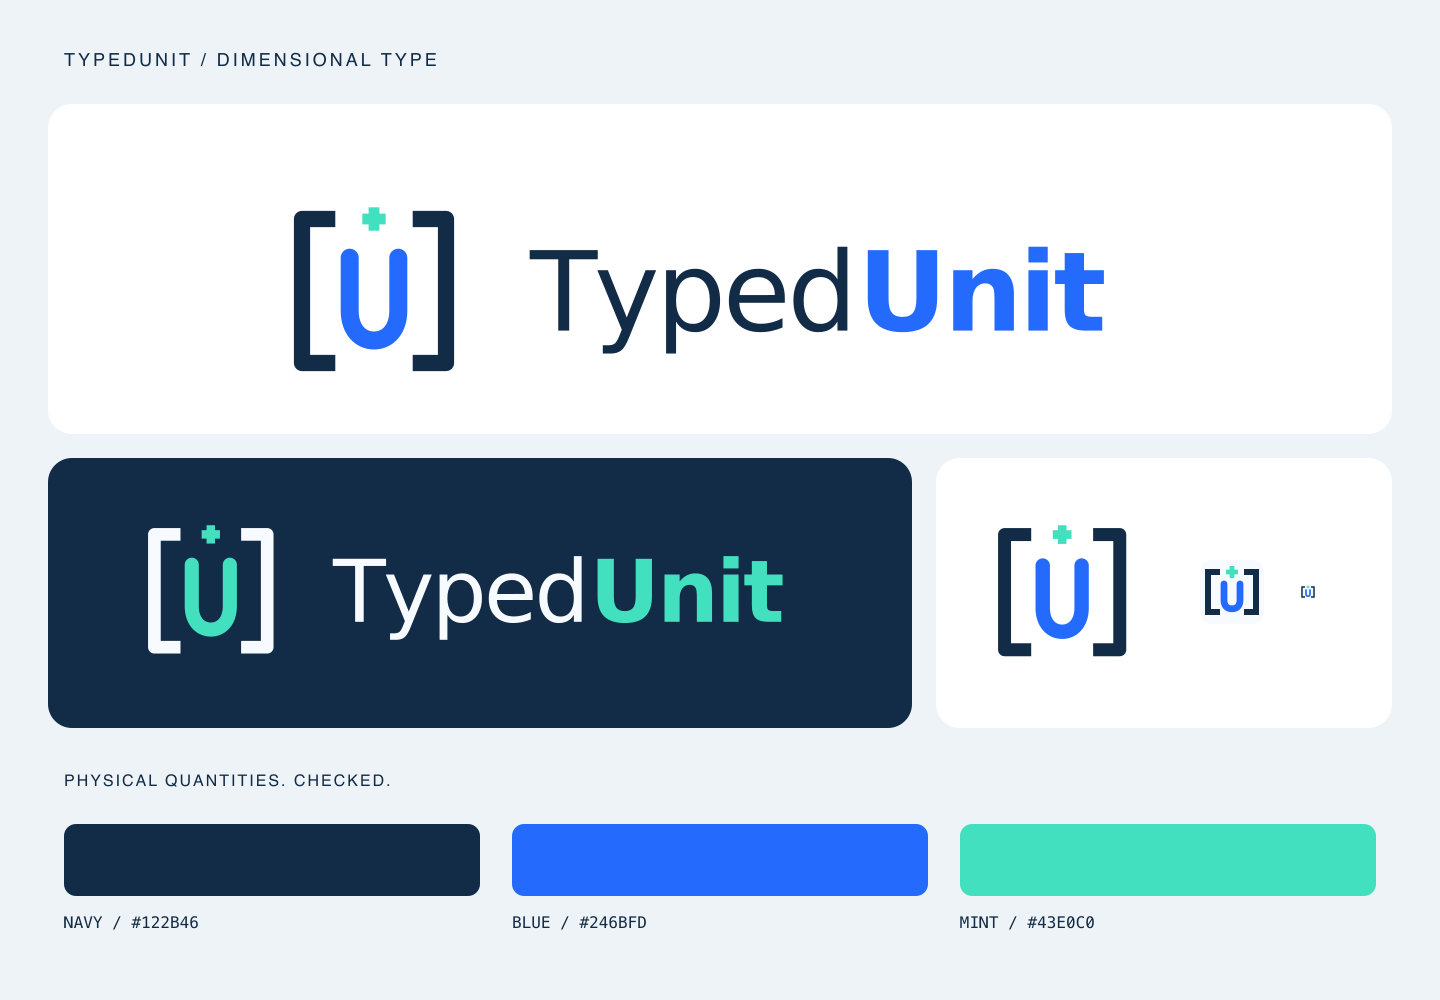 TYPEDUNIT / DIMENSIONAL TYPE
[U]
TypedUnit
[U]
TypedUnit
[U]
[U]
[U]
PHYSICAL QUANTITIES. CHECKED.
NAVY / #122B46
BLUE / #246BFD
MINT / #43E0C0